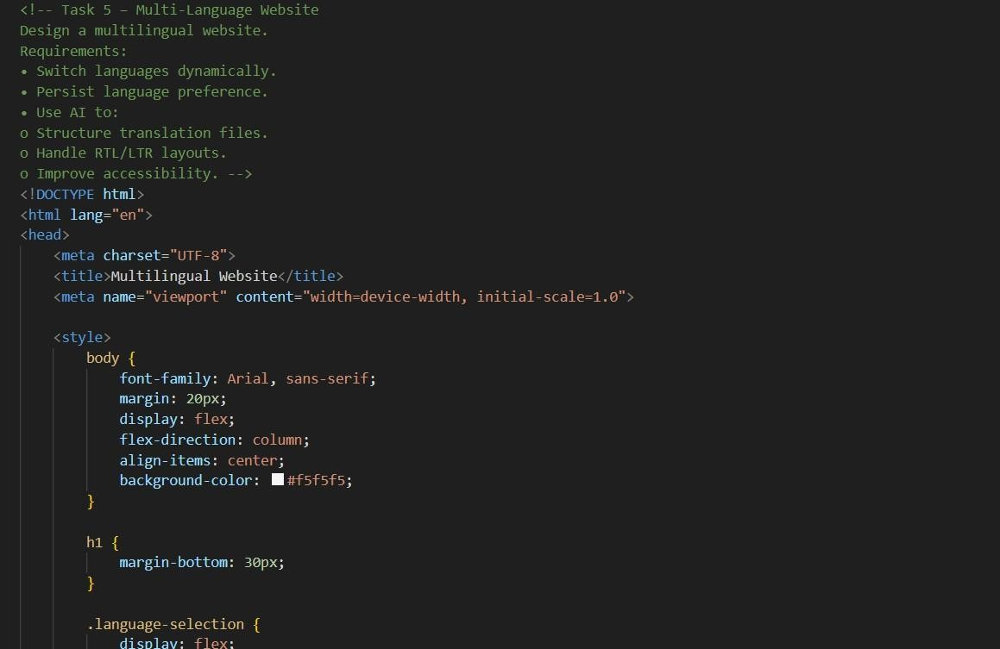 <!-- Task 5 – Multi-Language Website
Design a multilingual website.
Requirements:
• Switch languages dynamically.
• Persist language preference.
• Use AI to:
o Structure translation files.
o Handle RTL/LTR layouts.
o Improve accessibility. -->
<!DOCTYPE html>
<html lang="en">
<head>
    <meta charset="UTF-8">
    <title>Multilingual Website</title>
    <meta name="viewport" content="width=device-width, initial-scale=1.0">

    <style>
        body {
            font-family: Arial, sans-serif;
            margin: 20px;
            display: flex;
            flex-direction: column;
            align-items: center;
            background-color: #f5f5f5;
        }

        h1 {
            margin-bottom: 30px;
        }

        .language-selection {
            display: flex;